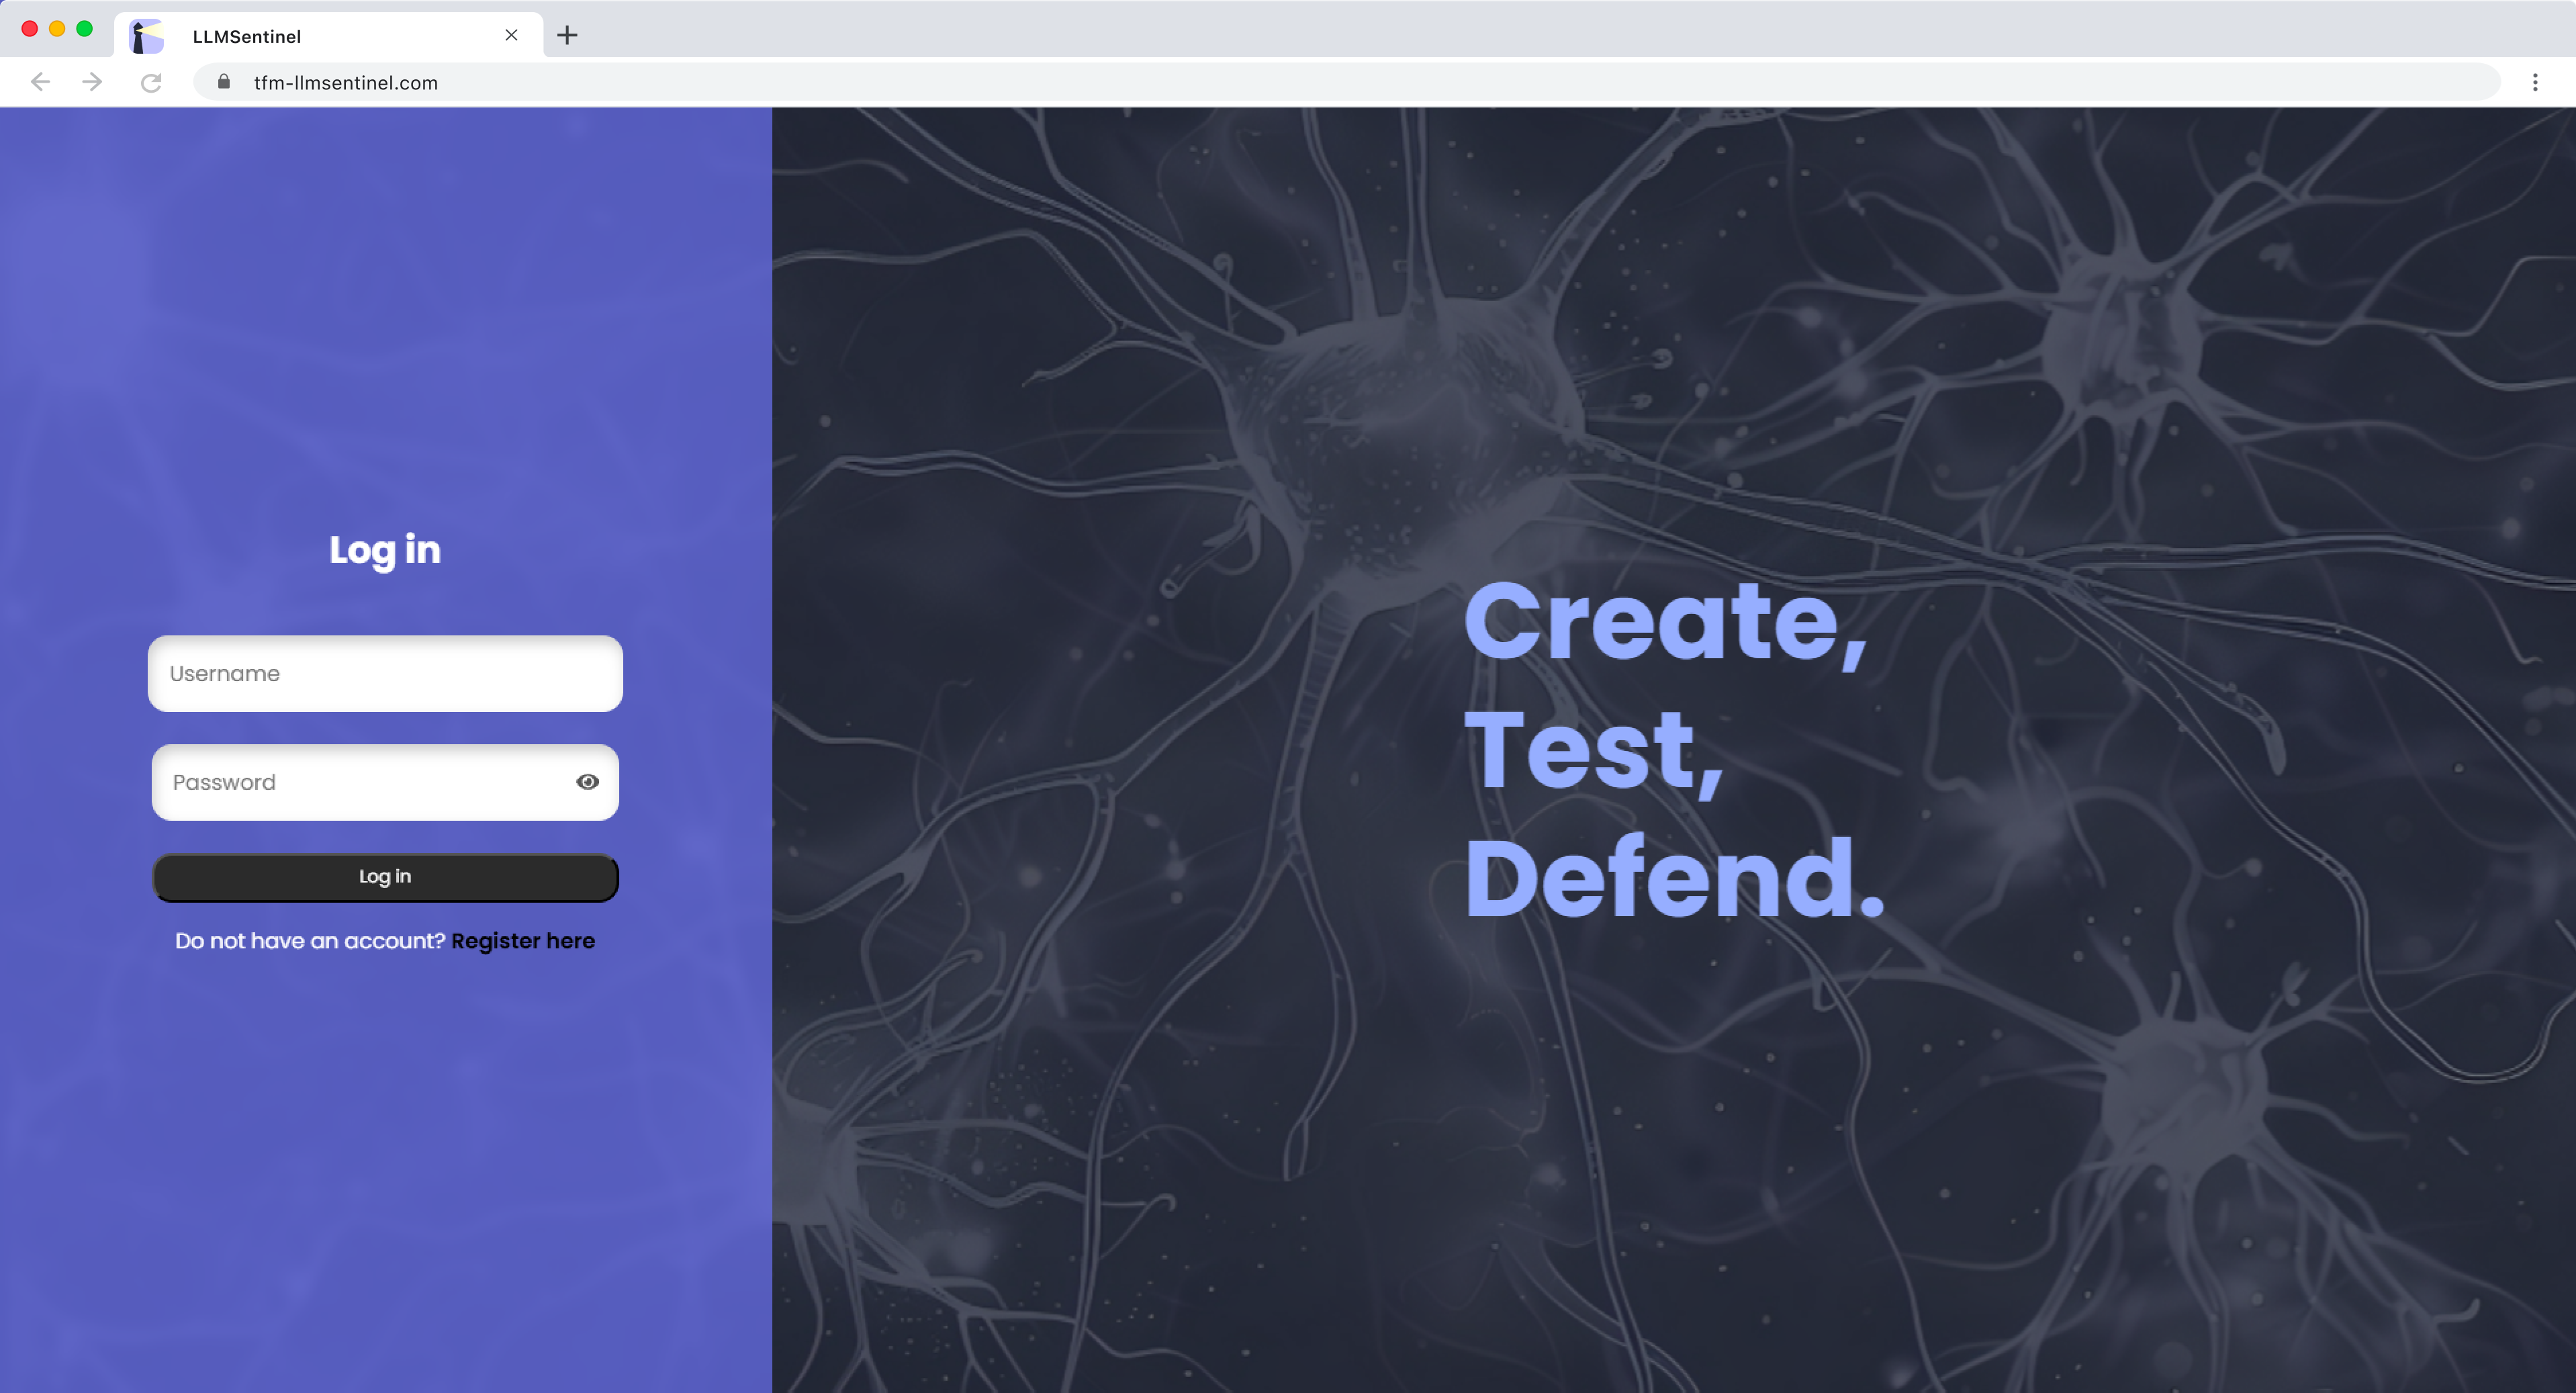 LLMSentinel
tfm-llmsentinel.com
Log in
Username
Password
Log in
Do not have an account? Register here
Create,
Test,
Defend.